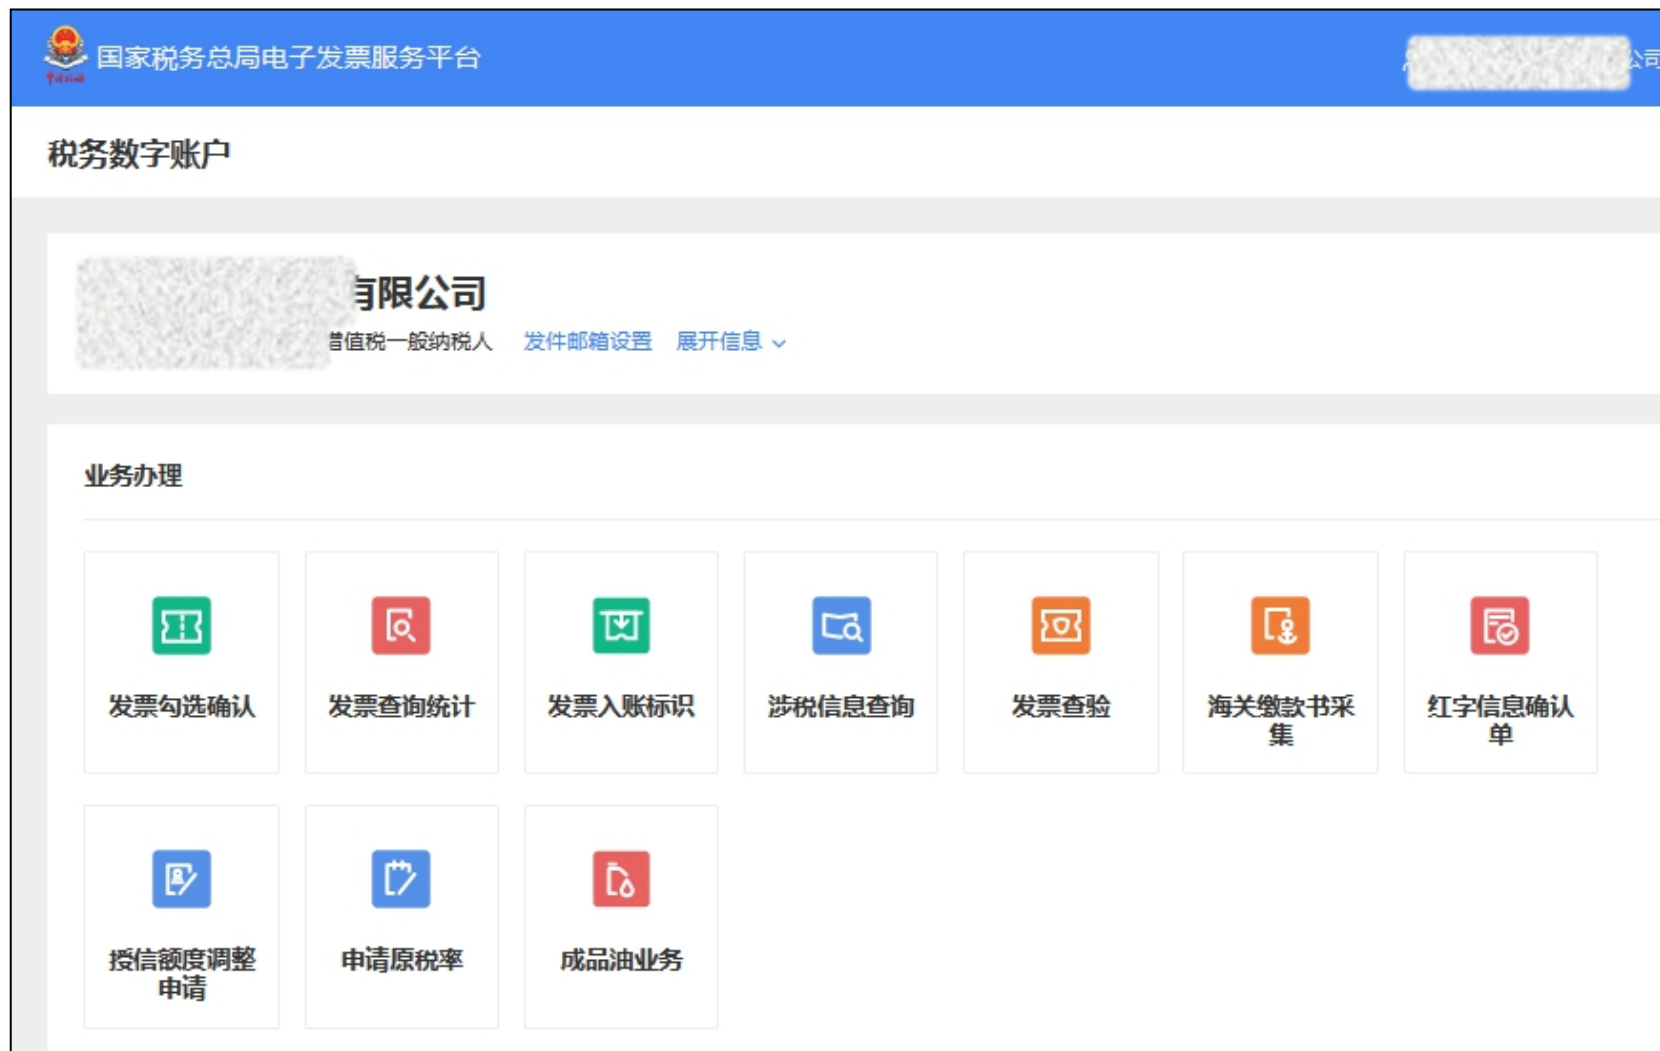 国家税务总局电子发票服务平台
公司
税务数字账户
有限公司
增值税一般纳税人 发件邮箱设置 展开信息
业务办理
发票勾选确认
发票查询统计
发票入账标识
涉税信息查询
发票查验
海关缴款书采
集
红字信息确认
单
授信额度调整
申请
申请原税率
成品油业务